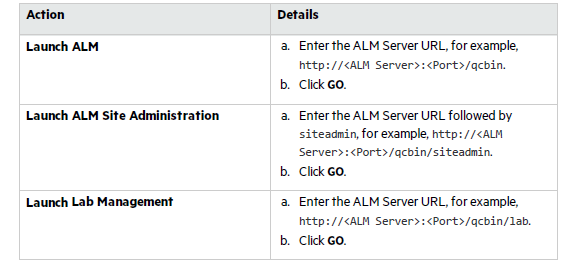 Action Details
Launch ALM
a. Enter the ALM Server URL, for example,
http://<ALM Server>:<Port>/qcbin.
b. Click GO.
Launch ALM Site Administration
a. Enter the ALM Server URL followed by
siteadmin, for example, http://<ALM
Server>:<Port>/qcbin/siteadmin.
b. Click GO.
Launch Lab Management
a. Enter the ALM Server URL, for example,
http://<ALM Server>:<Port>/qcbin/lab.
b. Click GO.